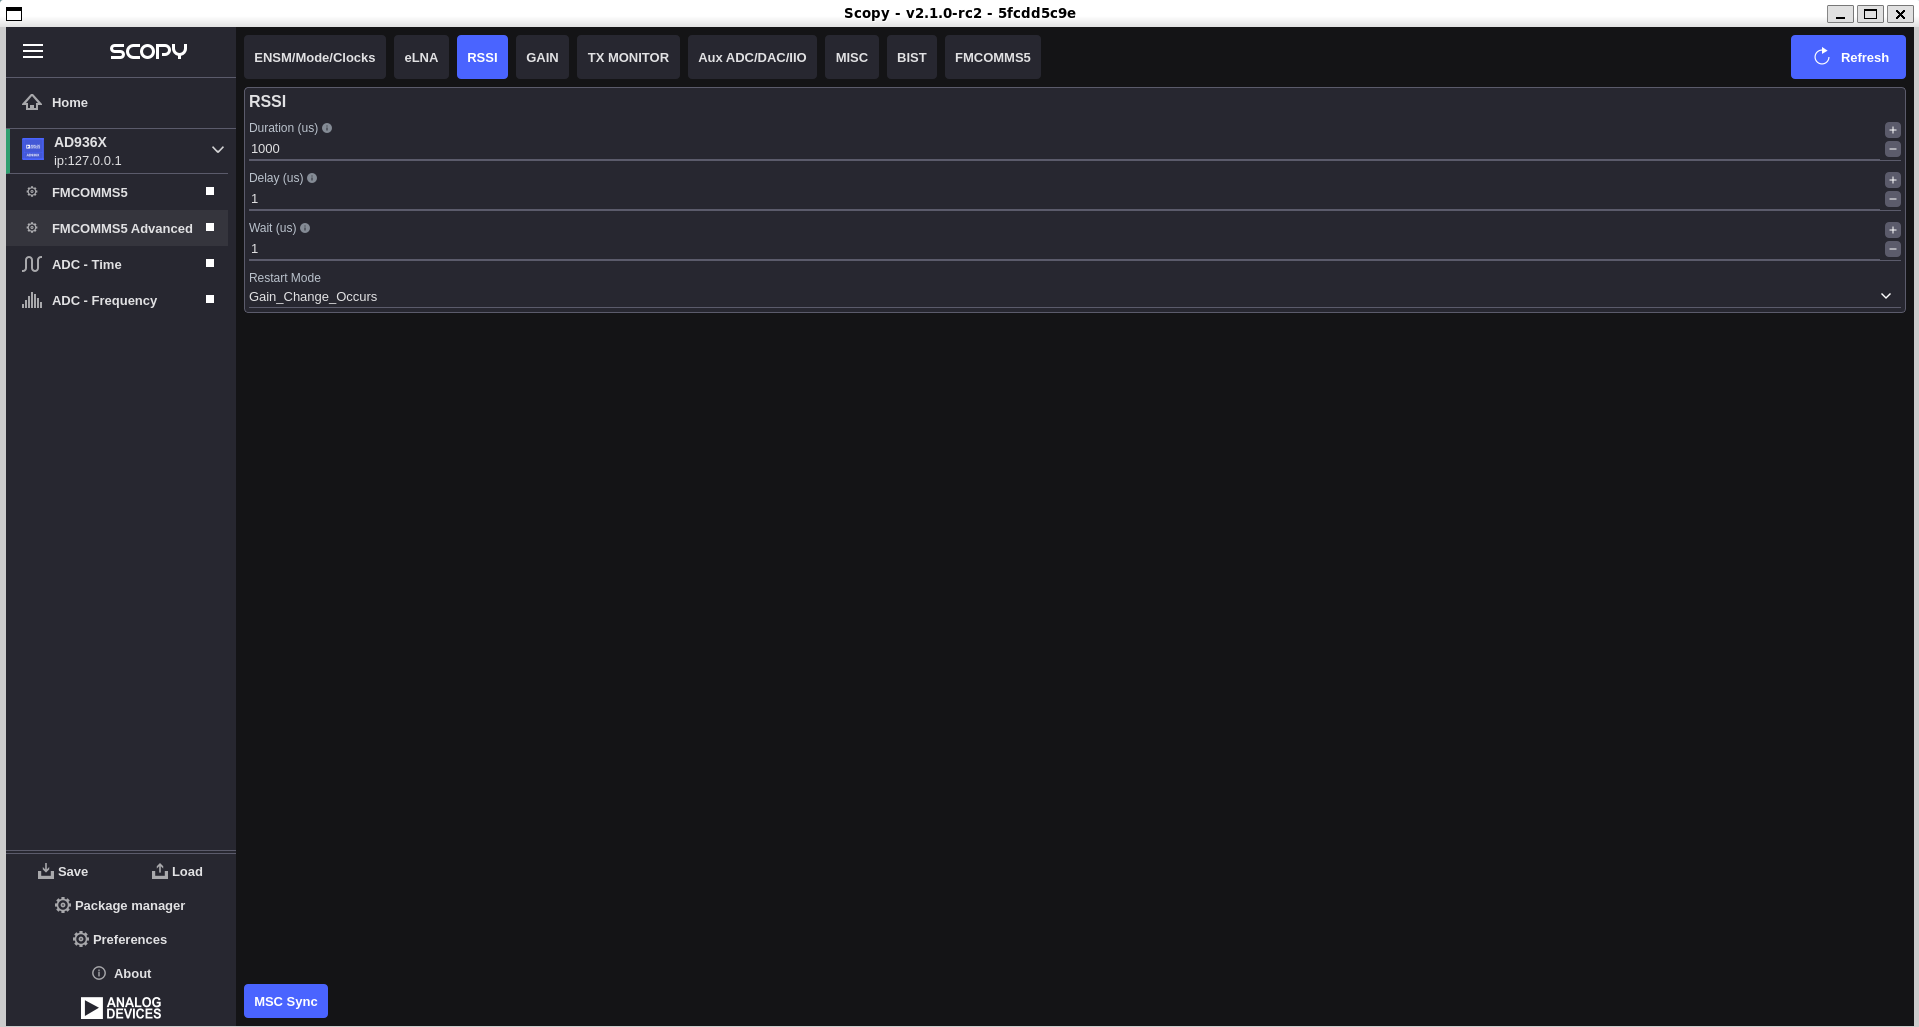 Scopy - v2.1.0-rc2 - 5fcdd5c9e
SCOPY
Home
AD936X
ip:127.0.0.1
FMCOMMS5
FMCOMMS5 Advanced
ADC - Time
ADC - Frequency
Save
Load
Package manager
Preferences
About
ANALOG
DEVICES
ENSM/Mode/Clocks
eLNA
RSSI
GAIN
TX MONITOR
Aux ADC/DAC/IIO
MISC
BIST
FMCOMMS5
Refresh
RSSI
Duration (us)
1000
Delay (us)
1
Wait (us)
1
Restart Mode
Gain_Change_Occurs
MSC Sync